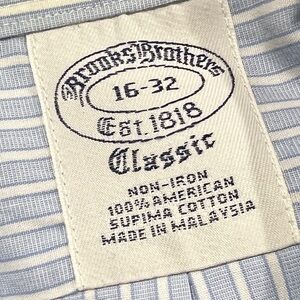 Brooks Brothers
16-32
Est. 1818
Classic
NON-IRON
100% AMERICAN
SUPIMA COTTON
MADE IN MALAYSIA